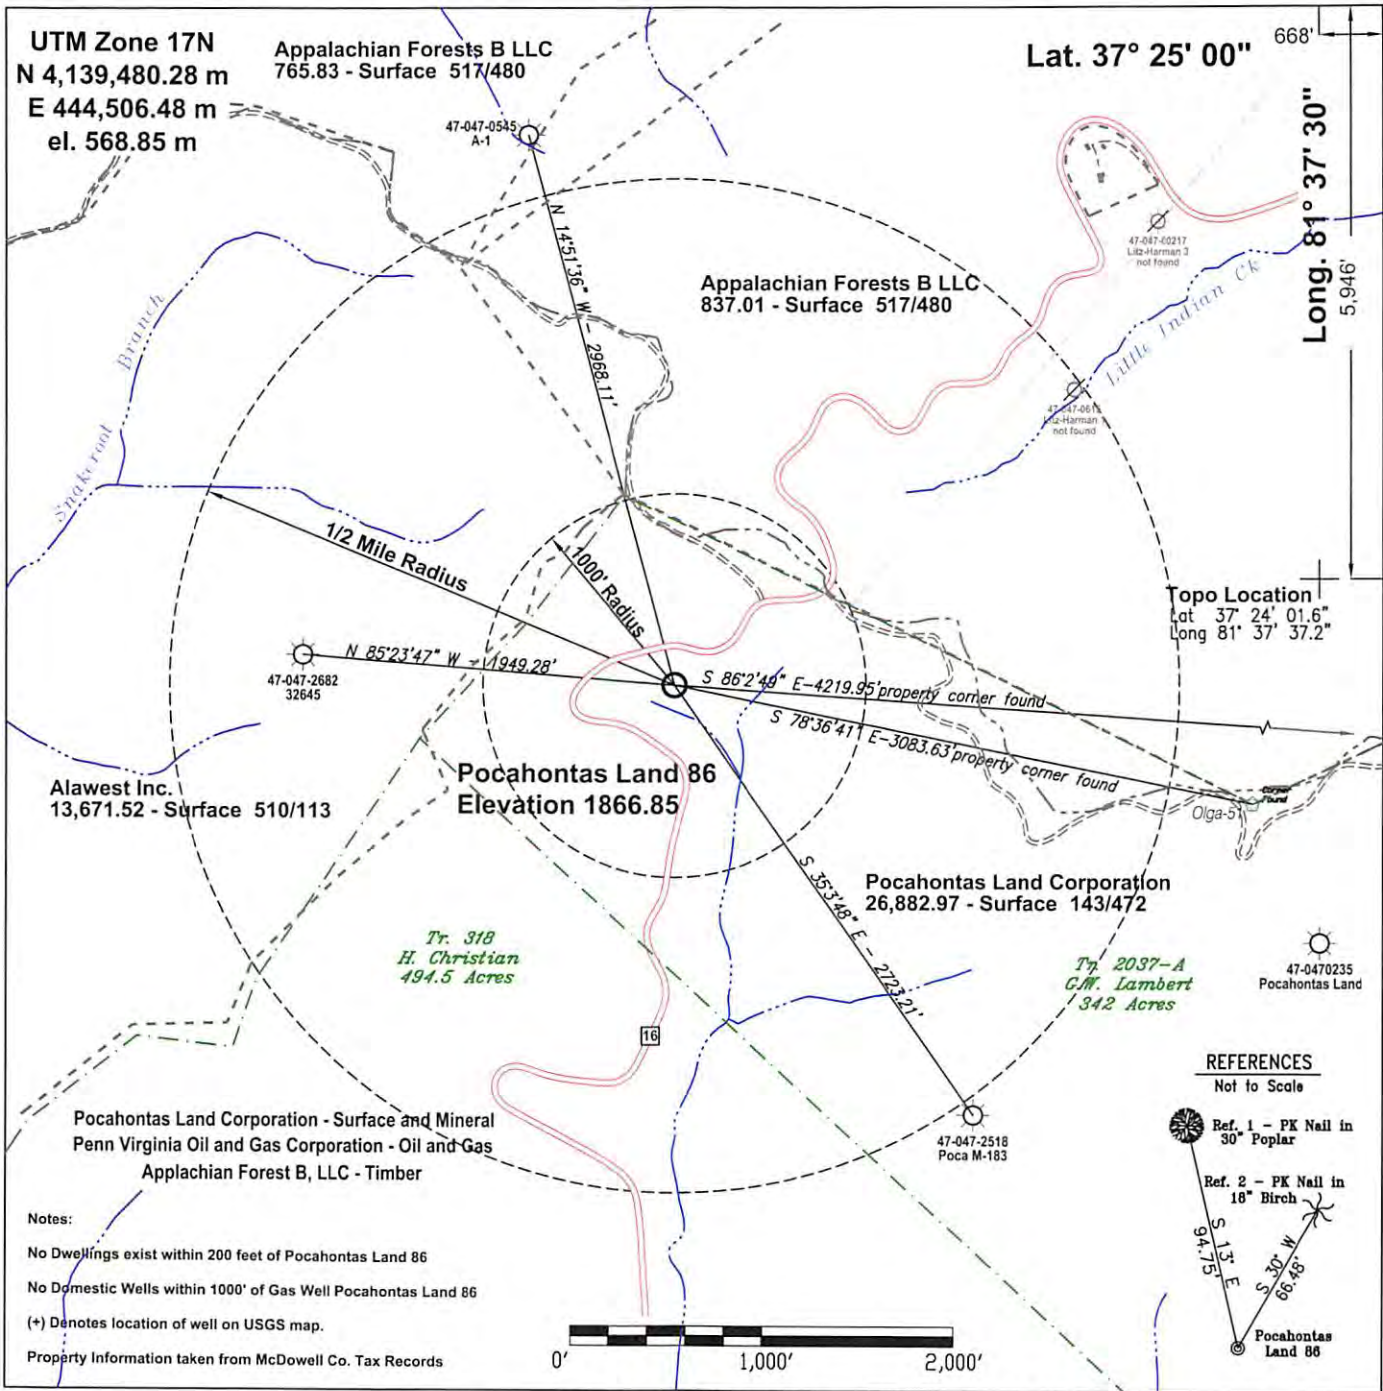 UTM Zone 17N
N 4,139,480.28 m
E 444,506.48 m
el. 568.85 m
Appalachian Forests B LLC
765.83 - Surface 517/480
47-047-0545
A-1
Lat. 37° 25' 00"
668'
Long. 81° 37' 30"
5,946'
47-047-00217
Litz-Harman 3
not found
Little Indian Ck
Appalachian Forests B LLC
837.01 - Surface 517/480
N 14°51'36" W - 2968.11'
Snakeroot Branch
Litz-Harman
not found
1/2 Mile Radius
1000' Radius
Topo Location
Lat 37° 24' 01.6"
Long 81° 37' 37.2"
N 85°23'47" W - 1949.28'
47-047-2682
32645
S 86°2'49" E-4219.95' property corner found
S 78°36'41" E-3083.63' property corner found
Corner
Found
Olga-5
Pocahontas Land 86
Elevation 1866.85
Alawest Inc.
13,671.52 - Surface 510/113
S 35°3'48" E - 2723.21'
Pocahontas Land Corporation
26,882.97 - Surface 143/472
Tr. 318
H. Christian
494.5 Acres
Tr. 2037-A
G.W. Lambert
342 Acres
47-0470235
Pocahontas Land
16
47-047-2518
Poca M-183
REFERENCES
Not to Scale
Ref. 1 - PK Nail in
30" Poplar
Ref. 2 - PK Nail in
18" Birch
S 13° E
94.75'
S 30° W
66.48'
Pocahontas
Land 86
Pocahontas Land Corporation - Surface and Mineral
Penn Virginia Oil and Gas Corporation - Oil and Gas
Applachian Forest B, LLC - Timber
Notes:
No Dwellings exist within 200 feet of Pocahontas Land 86
No Domestic Wells within 1000' of Gas Well Pocahontas Land 86
(+) Denotes location of well on USGS map.
Property Information taken from McDowell Co. Tax Records
0' 1,000' 2,000'